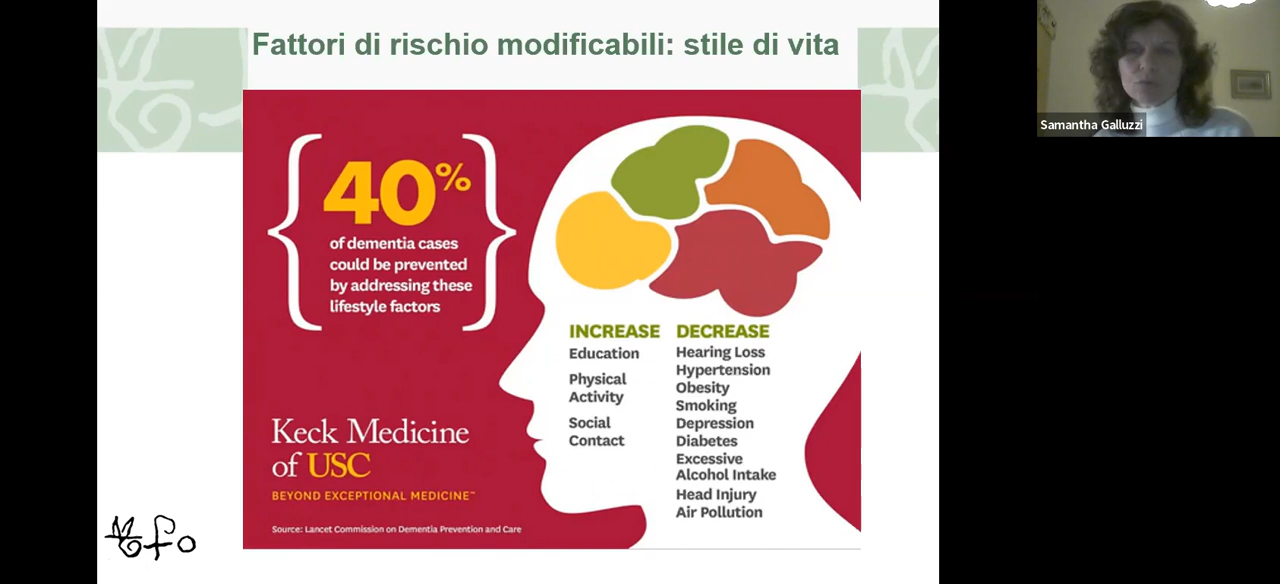 Fattori di rischio modificabili: stile di vita
Samantha Galluzzi
40%
of dementia cases
could be prevented
by addressing these
lifestyle factors
INCREASE
Education
Physical
Activity
Social
Contact
DECREASE
Hearing Loss
Hypertension
Obesity
Smoking
Depression
Diabetes
Excessive
Alcohol Intake
Head Injury
Air Pollution
Keck Medicine
of USC
BEYOND EXCEPTIONAL MEDICINE™
Source: Lancet Commission on Dementia Prevention and Care